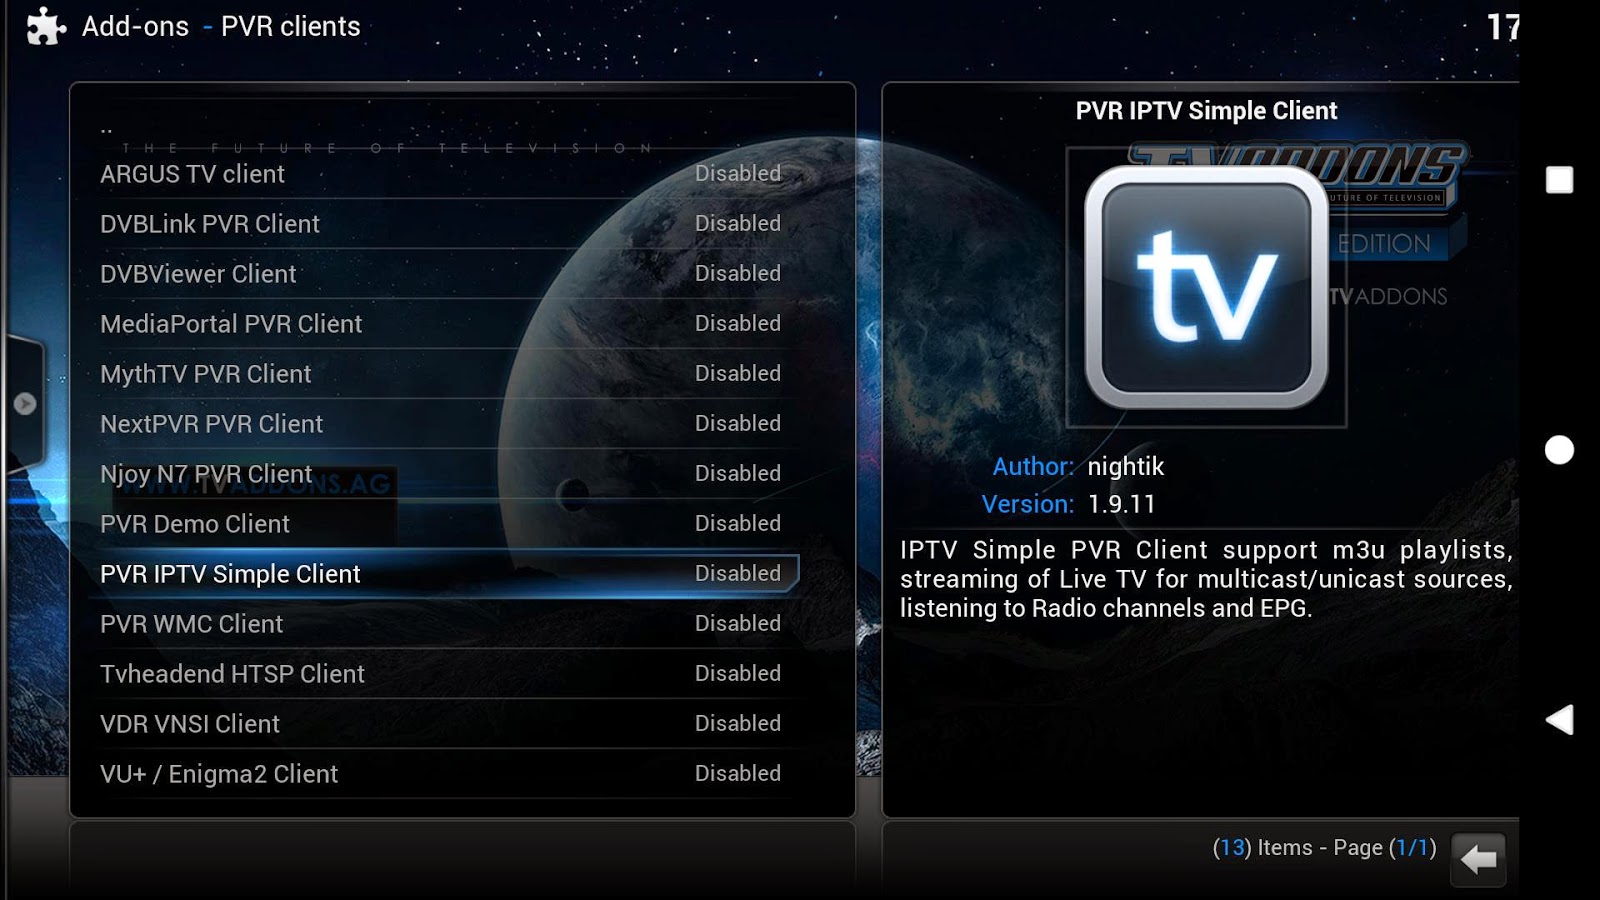 Add-ons - PVR clients
17
..
THE FUTURE OF TELEVISION
ARGUS TV client Disabled
DVBLink PVR Client Disabled
DVBViewer Client Disabled
MediaPortal PVR Client Disabled
MythTV PVR Client Disabled
NextPVR PVR Client Disabled
Njoy N7 PVR Client Disabled
WWW.TVADDONS.AG
PVR Demo Client Disabled
PVR IPTV Simple Client Disabled
PVR WMC Client Disabled
Tvheadend HTSP Client Disabled
VDR VNSI Client Disabled
VU+ / Enigma2 Client Disabled
PVR IPTV Simple Client
TVADDONS
FUTURE OF TELEVISION
EDITION
TVADDONS
tv
Author: nightik
Version: 1.9.11
IPTV Simple PVR Client support m3u playlists,
streaming of Live TV for multicast/unicast sources,
listening to Radio channels and EPG.
(13) Items - Page (1/1)